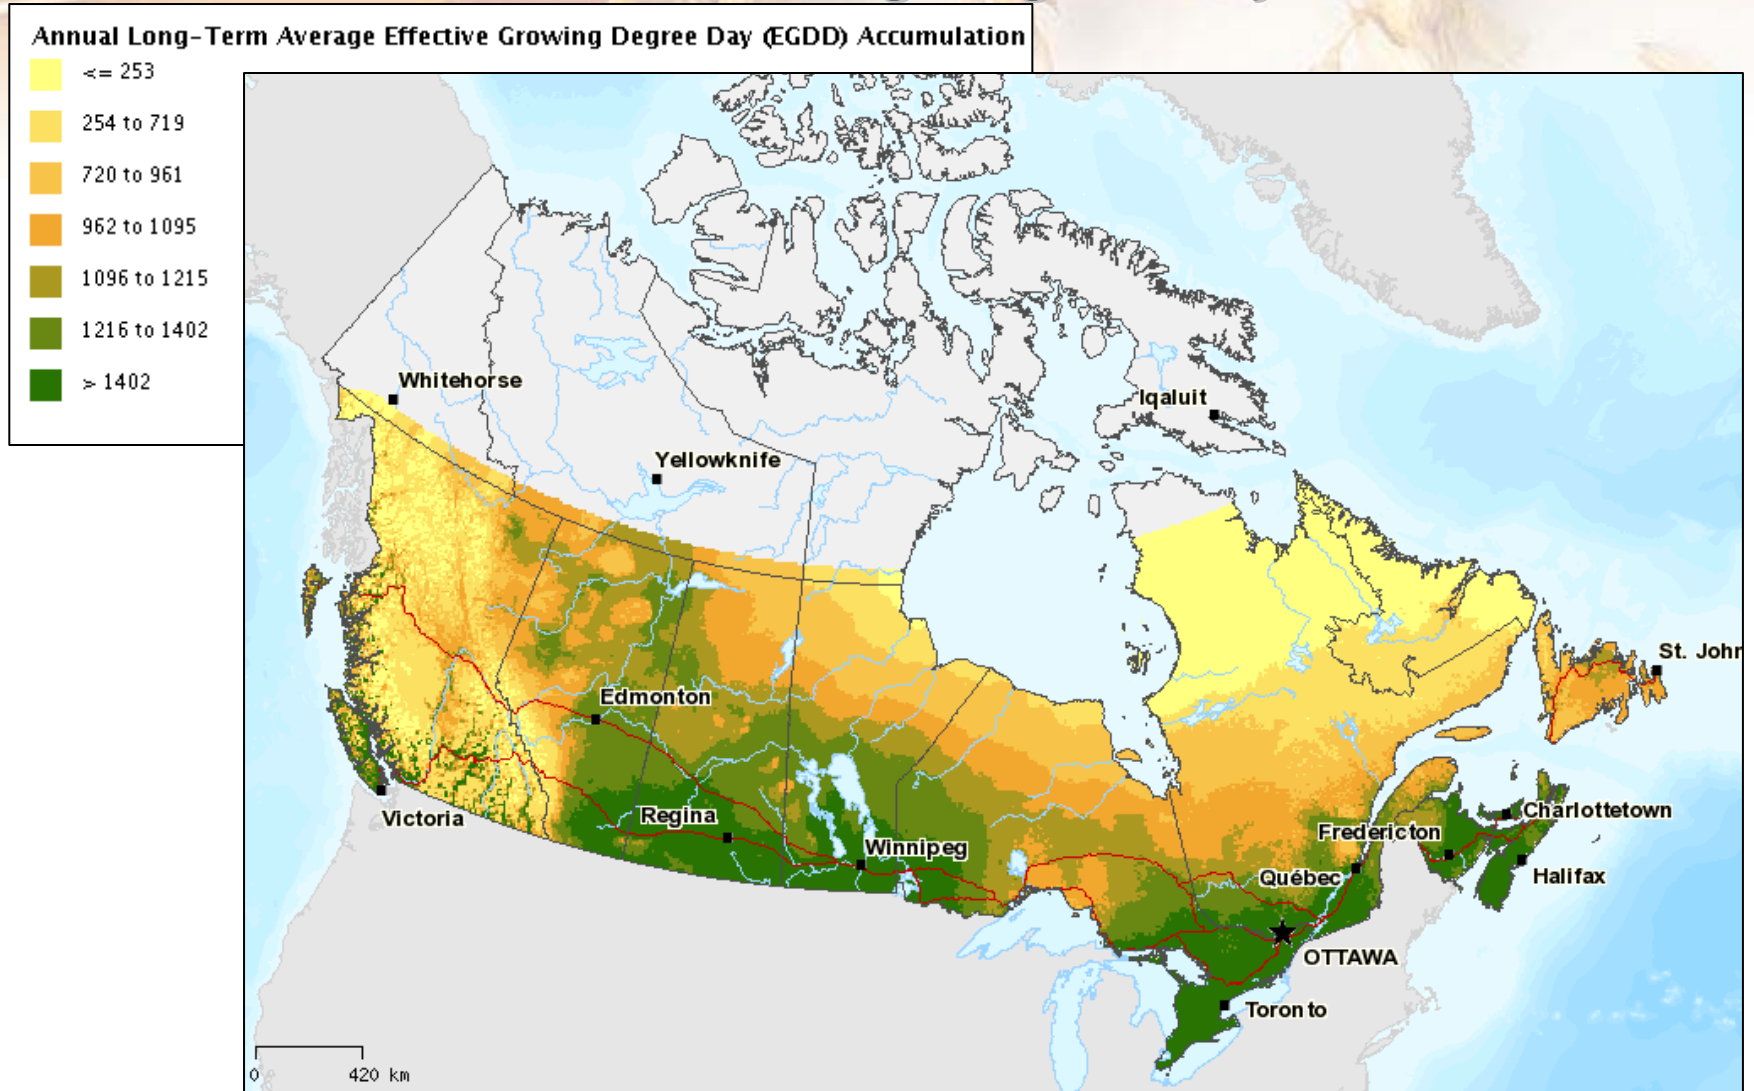 Annual Long-Term Average Effective Growing Degree Day (EGDD) Accumulation
<= 253
254 to 719
720 to 961
962 to 1095
1096 to 1215
1216 to 1402
> 1402
Whitehorse
Iqaluit
Yellowknife
St. John
Edmonton
Victoria
Regina
Winnipeg
Charlottetown
Fredericton
Québec
Halifax
OTTAWA
Toronto
0 420 km